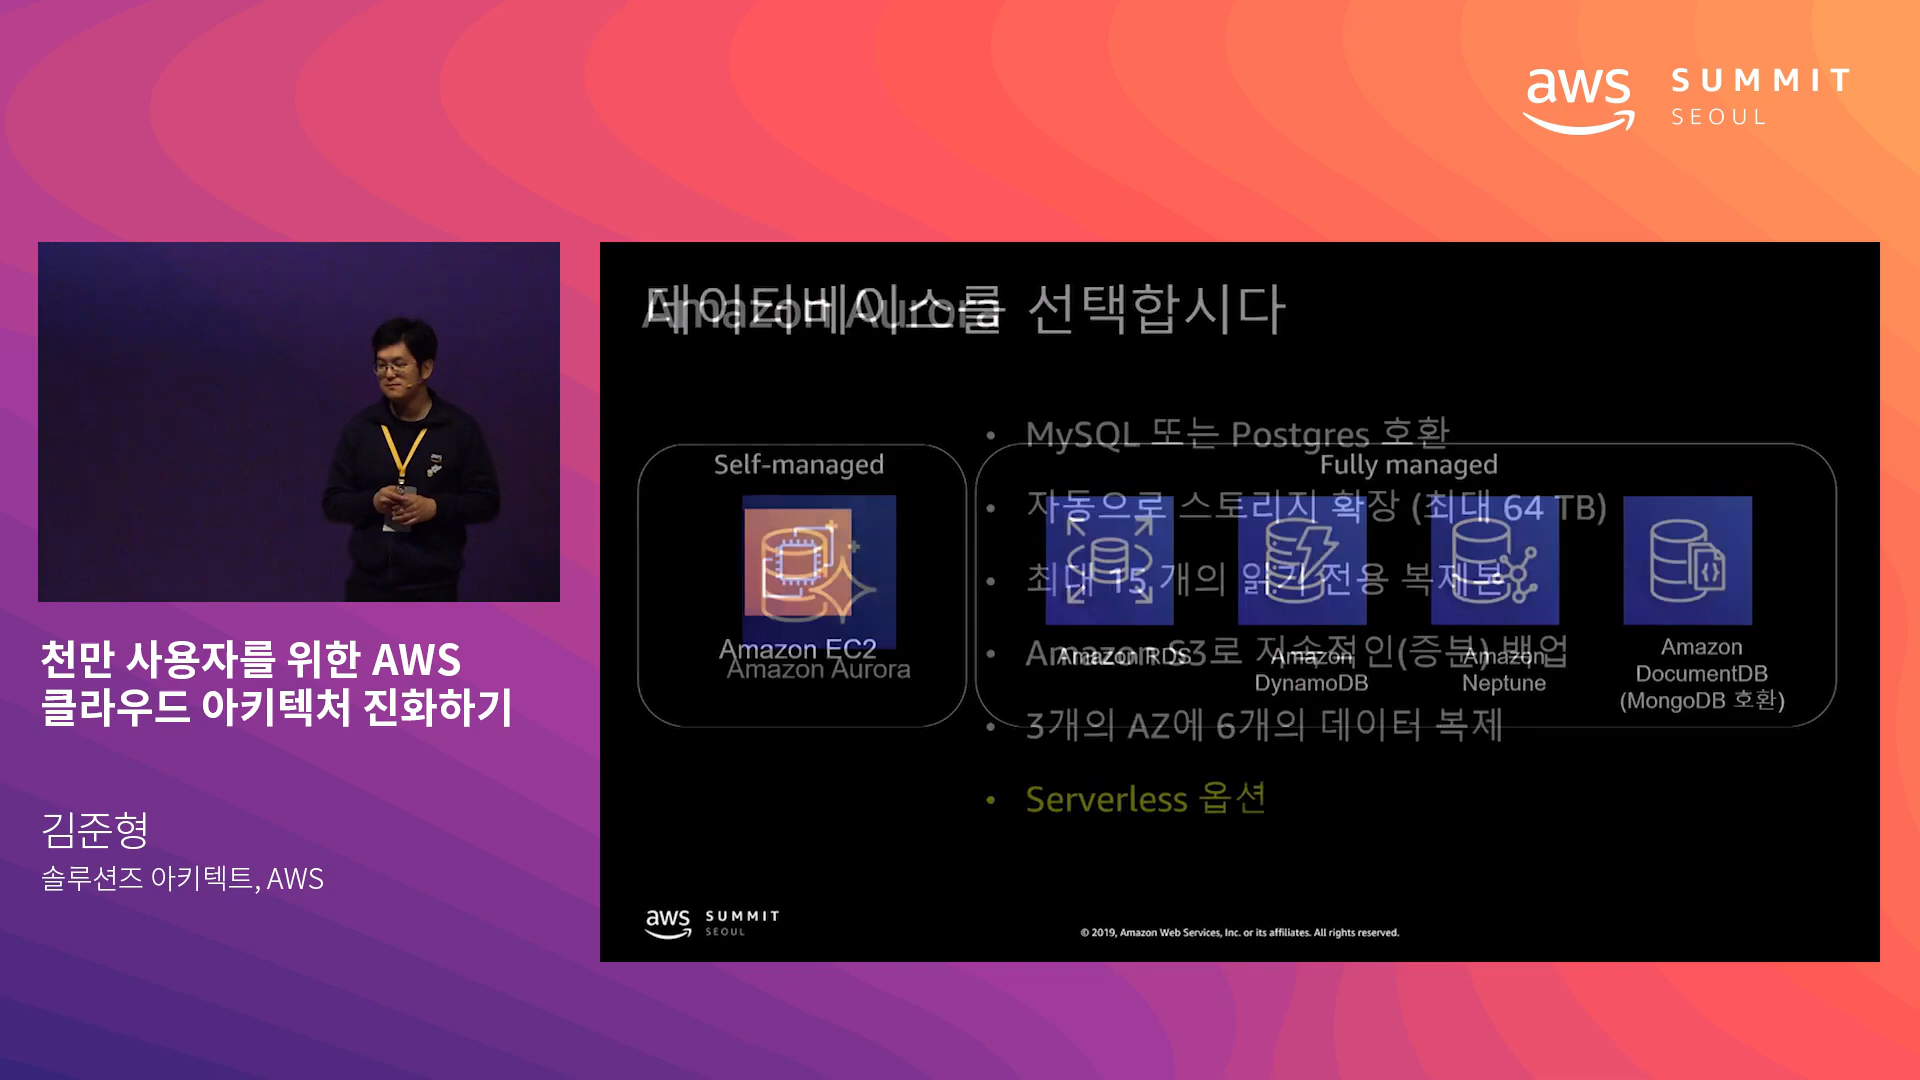 aws SUMMIT
SEOUL
데이터베이스를 선택합시다
Amazon Aurora
Self-managed
Amazon EC2
Amazon Aurora
Fully managed
Amazon RDS
Amazon
DynamoDB
Amazon
Neptune
Amazon
DocumentDB
(MongoDB 호환)
• MySQL 또는 Postgres 호환
• 자동으로 스토리지 확장 (최대 64 TB)
• 최대 15 개의 읽기 전용 복제본
• Amazon S3로 지속적인(증분) 백업
• 3개의 AZ에 6개의 데이터 복제
• Serverless 옵션
aws SUMMIT
SEOUL
© 2019, Amazon Web Services, Inc. or its affiliates. All rights reserved.
천만 사용자를 위한 AWS
클라우드 아키텍처 진화하기
김준형
솔루션즈 아키텍트, AWS